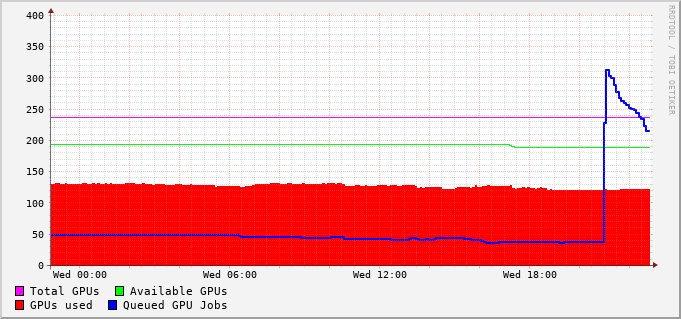 400
350
300
250
200
150
100
50
0
Wed 00:00 Wed 06:00 Wed 12:00 Wed 18:00
Total GPUs Available GPUs
GPUs used Queued GPU Jobs
RRDTOOL / TOBI OETIKER